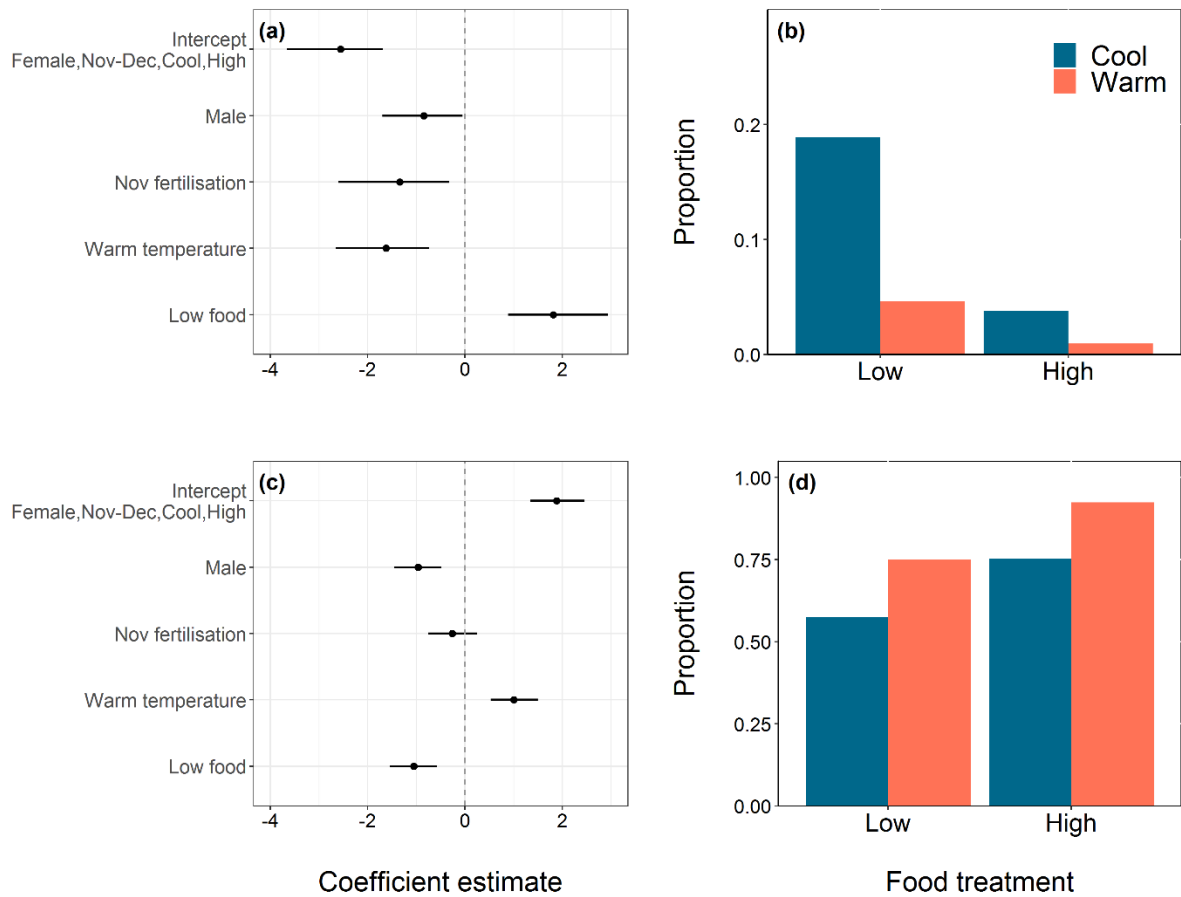 (a)
Intercept
Female,Nov-Dec,Cool,High
Male
Nov fertilisation
Warm temperature
Low food
-4 -2 0 2
(b)
Cool
Warm
Proportion
0.2
0.1
0.0
Low High
(c)
Intercept
Female,Nov-Dec,Cool,High
Male
Nov fertilisation
Warm temperature
Low food
-4 -2 0 2
Coefficient estimate
(d)
Proportion
1.00
0.75
0.50
0.25
0.00
Low High
Food treatment